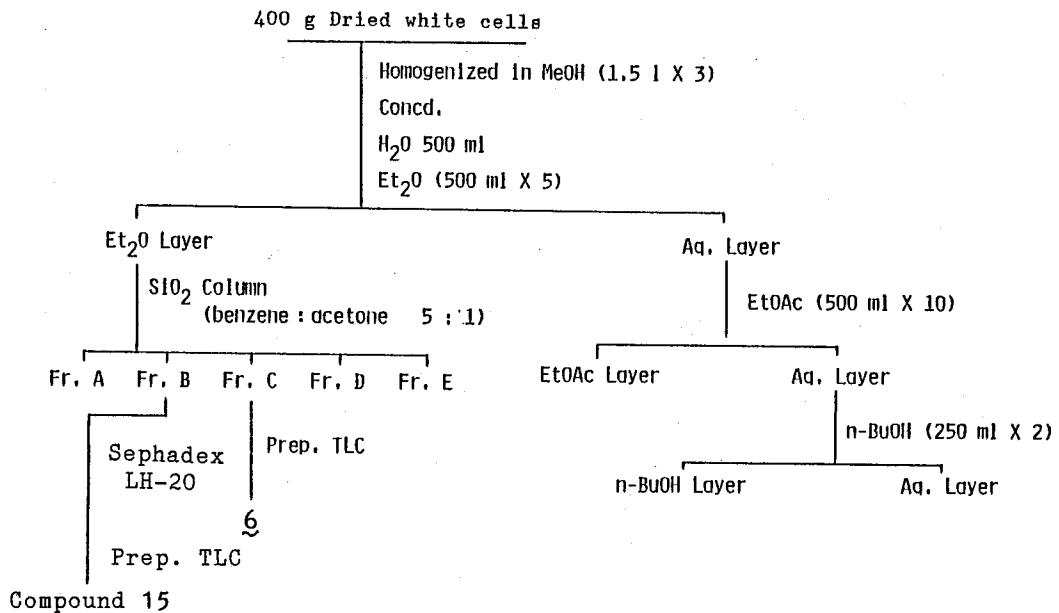 400 g Dried white cells
Homogenized in MeOH (1.5 l X 3)
Concd.
H2O 500 ml
Et2O (500 ml X 5)
Et2O Layer
Aq. Layer
SiO2 Column
(benzene : acetone 5 : 1)
EtOAc (500 ml X 10)
Fr. A Fr. B Fr. C Fr. D Fr. E
EtOAc Layer
Aq. Layer
Sephadex
LH-20
Prep. TLC
n-BuOH (250 ml X 2)
n-BuOH Layer
Aq. Layer
6
Prep. TLC
Compound 15